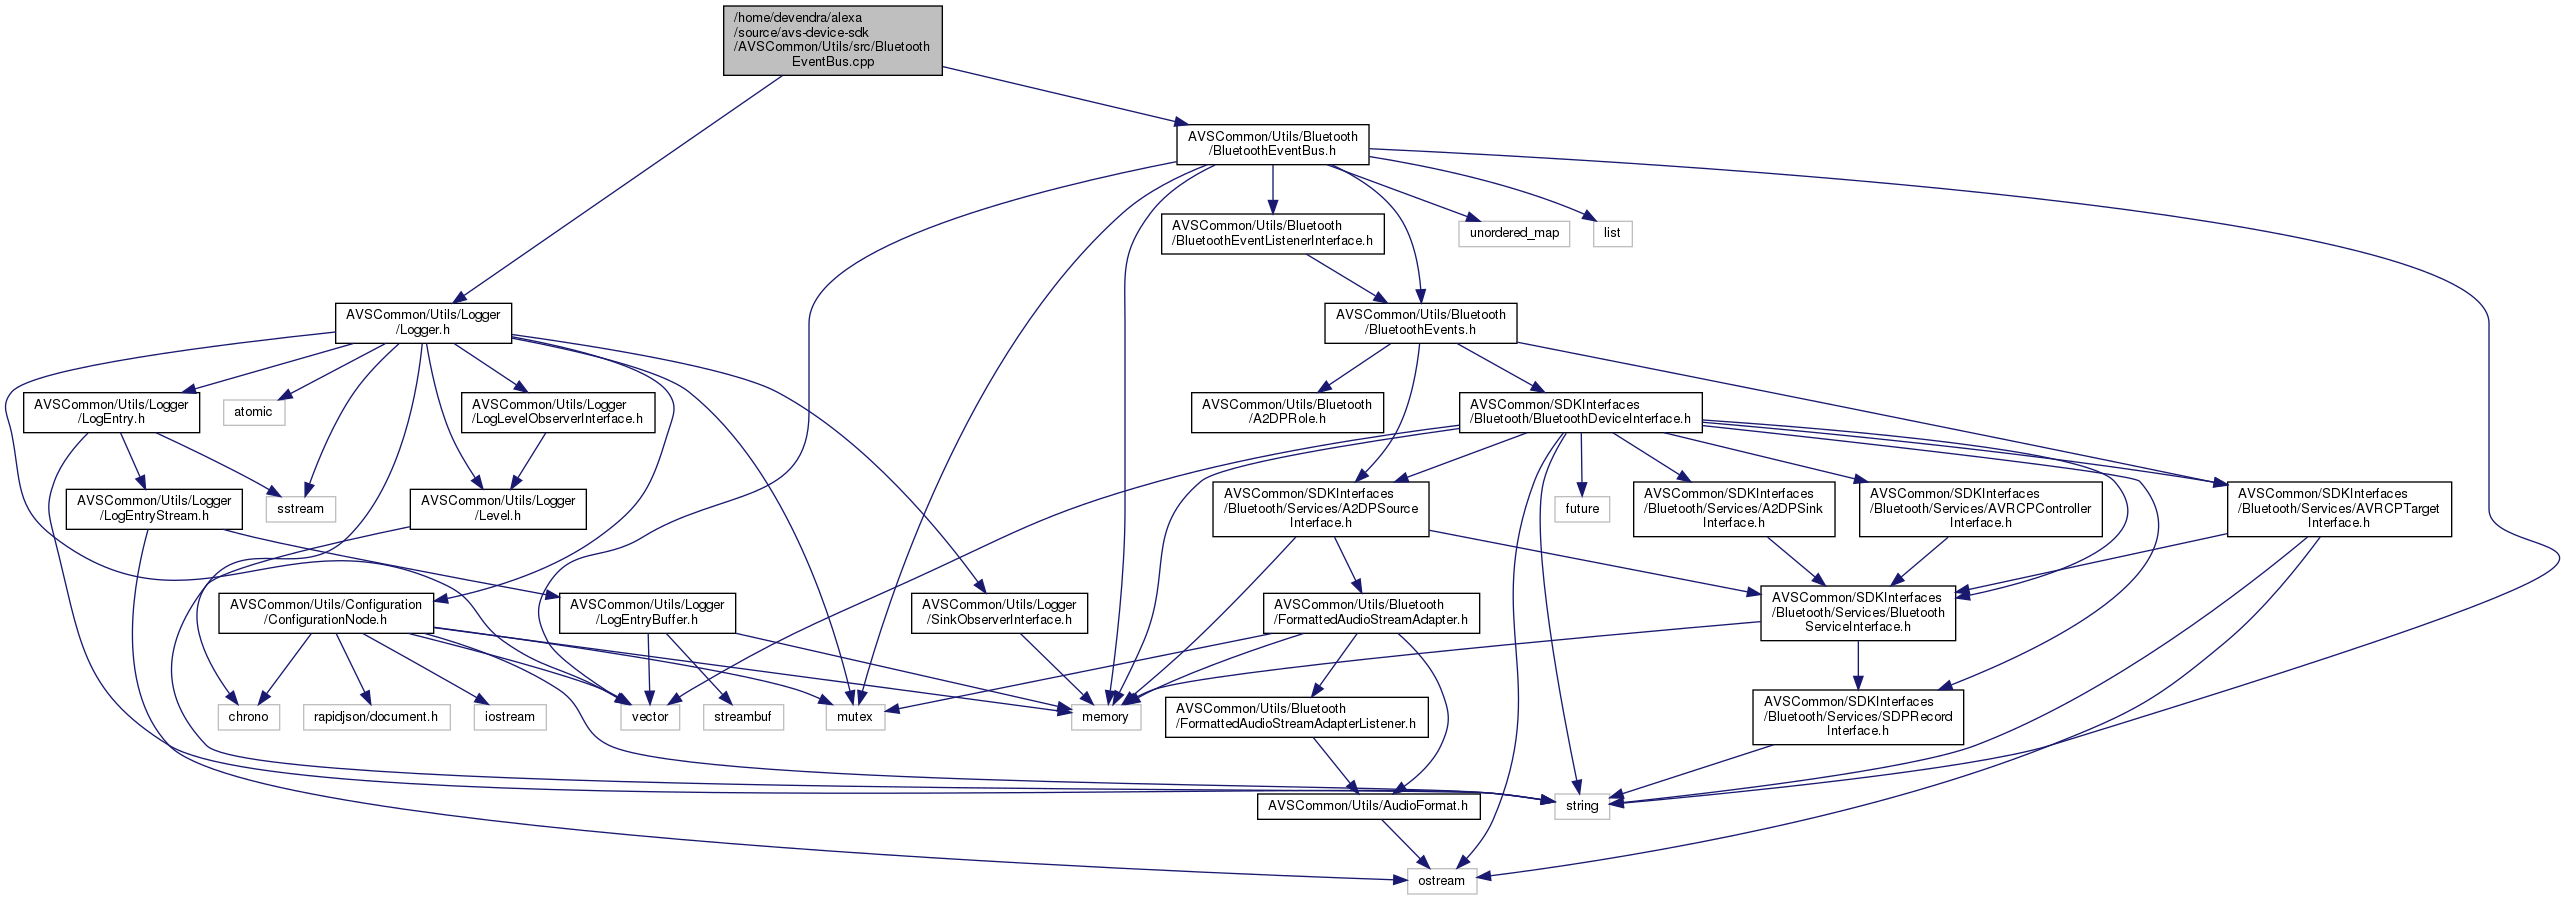 /home/devendra/alexa
/source/avs-device-sdk
/AVSCommon/Utils/src/Bluetooth
EventBus.cpp
AVSCommon/Utils/Bluetooth
/BluetoothEventBus.h
AVSCommon/Utils/Bluetooth
/BluetoothEventListenerInterface.h
unordered_map
list
AVSCommon/Utils/Logger
/Logger.h
AVSCommon/Utils/Bluetooth
/BluetoothEvents.h
AVSCommon/Utils/Logger
/LogEntry.h
atomic
AVSCommon/Utils/Logger
/LogLevelObserverInterface.h
AVSCommon/Utils/Bluetooth
/A2DPRole.h
AVSCommon/SDKInterfaces
/Bluetooth/BluetoothDeviceInterface.h
AVSCommon/Utils/Logger
/LogEntryStream.h
sstream
AVSCommon/Utils/Logger
/Level.h
AVSCommon/SDKInterfaces
/Bluetooth/Services/A2DPSource
Interface.h
future
AVSCommon/SDKInterfaces
/Bluetooth/Services/A2DPSink
Interface.h
AVSCommon/SDKInterfaces
/Bluetooth/Services/AVRCPController
Interface.h
AVSCommon/SDKInterfaces
/Bluetooth/Services/AVRCPTarget
Interface.h
AVSCommon/Utils/Configuration
/ConfigurationNode.h
AVSCommon/Utils/Logger
/LogEntryBuffer.h
AVSCommon/Utils/Logger
/SinkObserverInterface.h
AVSCommon/Utils/Bluetooth
/FormattedAudioStreamAdapter.h
AVSCommon/SDKInterfaces
/Bluetooth/Services/Bluetooth
ServiceInterface.h
chrono
rapidjson/document.h
iostream
vector
streambuf
mutex
memory
AVSCommon/Utils/Bluetooth
/FormattedAudioStreamAdapterListener.h
AVSCommon/SDKInterfaces
/Bluetooth/Services/SDPRecord
Interface.h
AVSCommon/Utils/AudioFormat.h
string
ostream